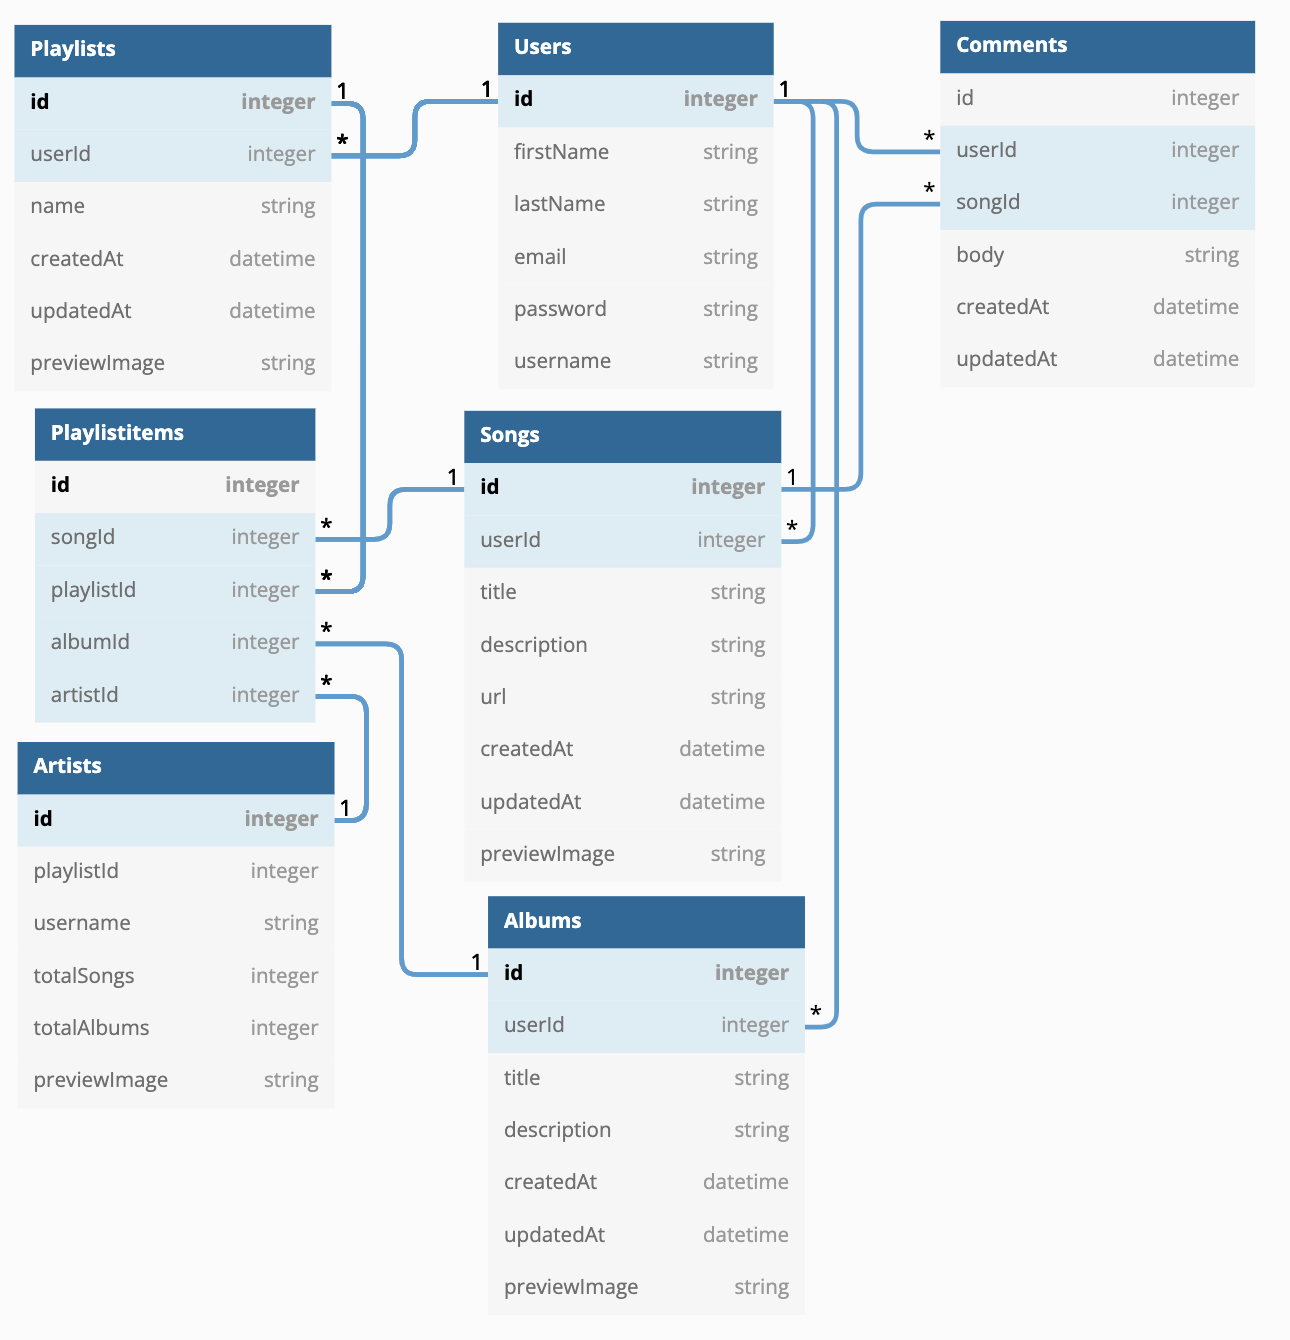 Playlists
id integer 1
userId integer *
name string
createdAt datetime
updatedAt datetime
previewImage string
Users
1 id integer 1
firstName string
lastName string
email string
password string
username string
Comments
id integer
* userId integer
* songId integer
body string
createdAt datetime
updatedAt datetime
Playlistitems
id integer
songId integer *
playlistId integer *
albumId integer *
artistId integer *
Songs
1 id integer 1
userId integer *
title string
description string
url string
createdAt datetime
updatedAt datetime
previewImage string
Artists
id integer 1
playlistId integer
username string
totalSongs integer
totalAlbums integer
previewImage string
Albums
1 id integer
userId integer *
title string
description string
createdAt datetime
updatedAt datetime
previewImage string